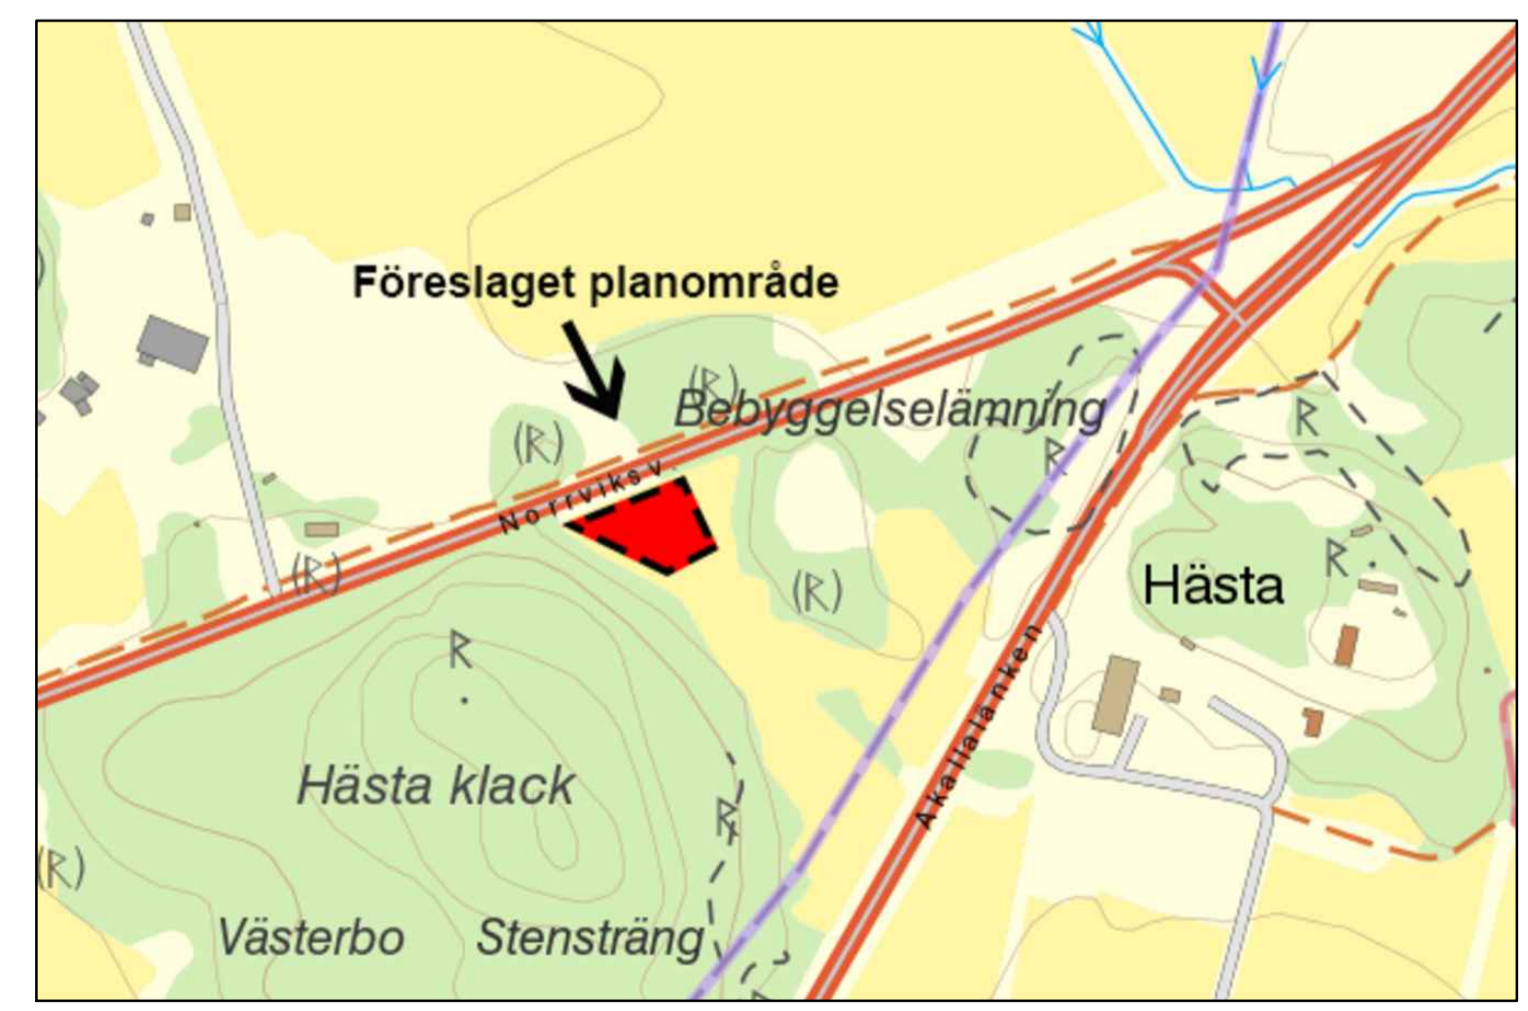 Föreslaget planområde
(R)
Bebyggelselämning
(R)
R
R
Norrviksv.
(R)
R
Hästa
(R)
R
Akallalänken
Hästa klack
R
(R)
Västerbo
Stensträng
R